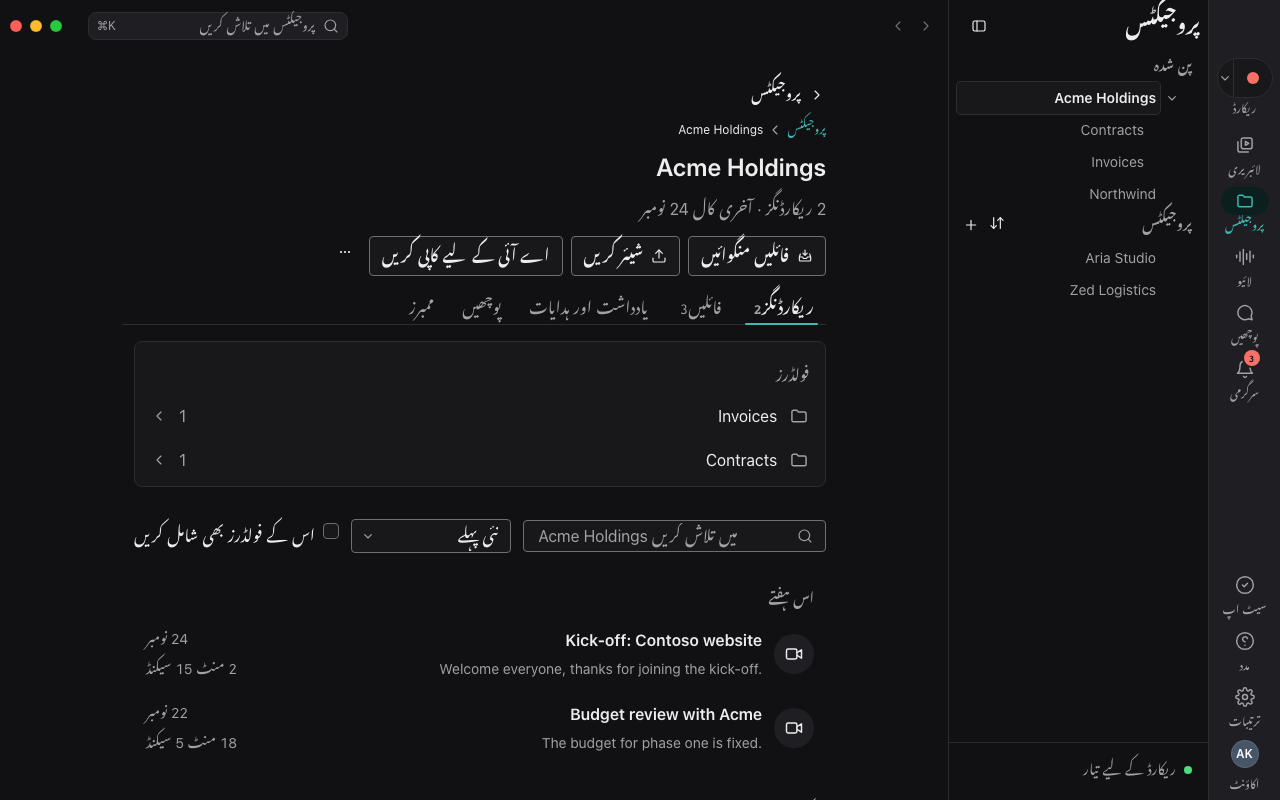 پروجیکٹس
پن شدہ
Acme Holdings
Contracts
Invoices
Northwind
پروجیکٹس
Aria Studio
Zed Logistics
ریکارڈ کے لیے تیار
ریکارڈ
لائبریری
پروجیکٹس
لائیو
پوچھیں
3
سرگرمی
سیٹ اپ
مدد
ترتیبات
AK
اکاؤنٹ
پروجیکٹس میں تلاش کریں ⌘K
پروجیکٹس
پروجیکٹس Acme Holdings
Acme Holdings
2 ریکارڈنگز · آخری کال 24 نومبر
فائلیں منگوائیں شیئر کریں اے آئی کے لیے کاپی کریں ...
ریکارڈنگز 2 فائلیں 3 یادداشت اور ہدایات پوچھیں ممبرز
فولڈرز
Invoices 1
Contracts 1
Acme Holdings میں تلاش کریں نئی پہلے اس کے فولڈرز بھی شامل کریں
اس ہفتے
Kick-off: Contoso website 24 نومبر
Welcome everyone, thanks for joining the kick-off. 2 منٹ 15 سیکنڈ
Budget review with Acme 22 نومبر
The budget for phase one is fixed. 18 منٹ 5 سیکنڈ